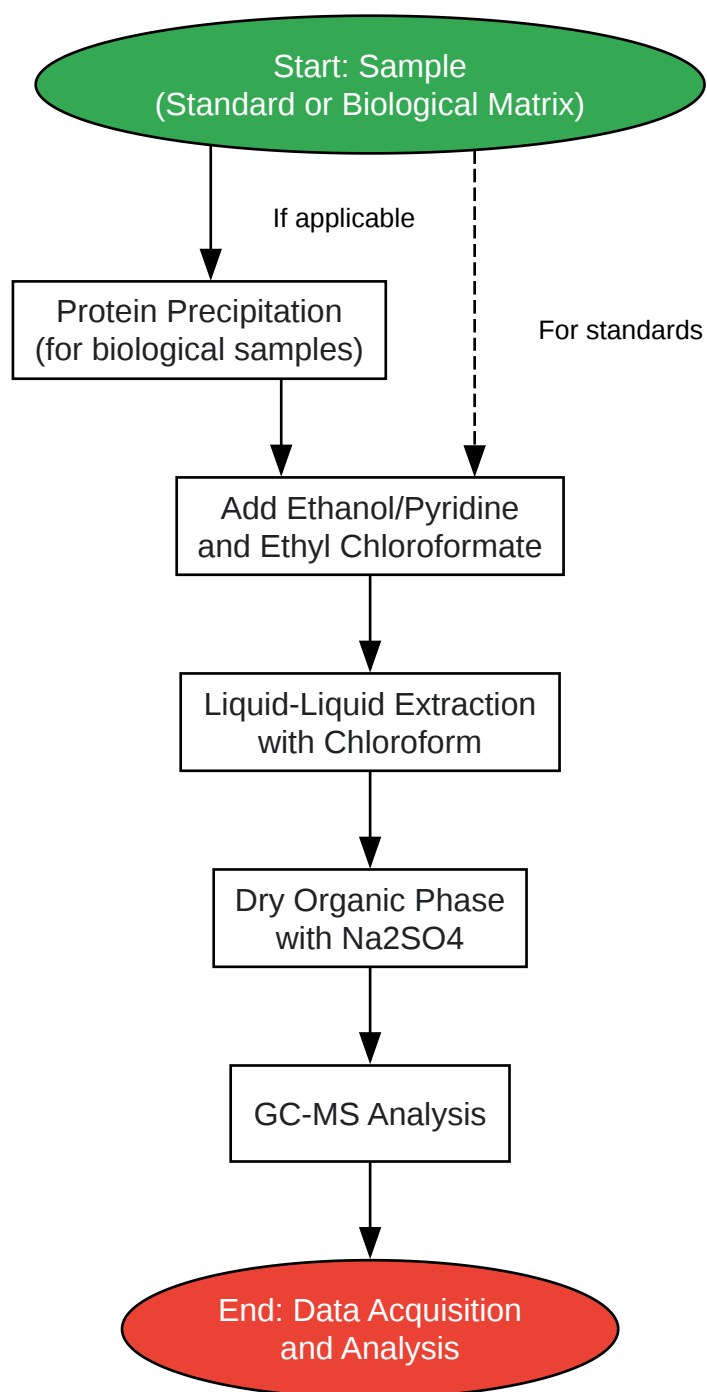 Start: Sample
(Standard or Biological Matrix)
If applicable
Protein Precipitation
(for biological samples)
For standards
Add Ethanol/Pyridine
and Ethyl Chloroformate
Liquid-Liquid Extraction
with Chloroform
Dry Organic Phase
with Na2SO4
GC-MS Analysis
End: Data Acquisition
and Analysis